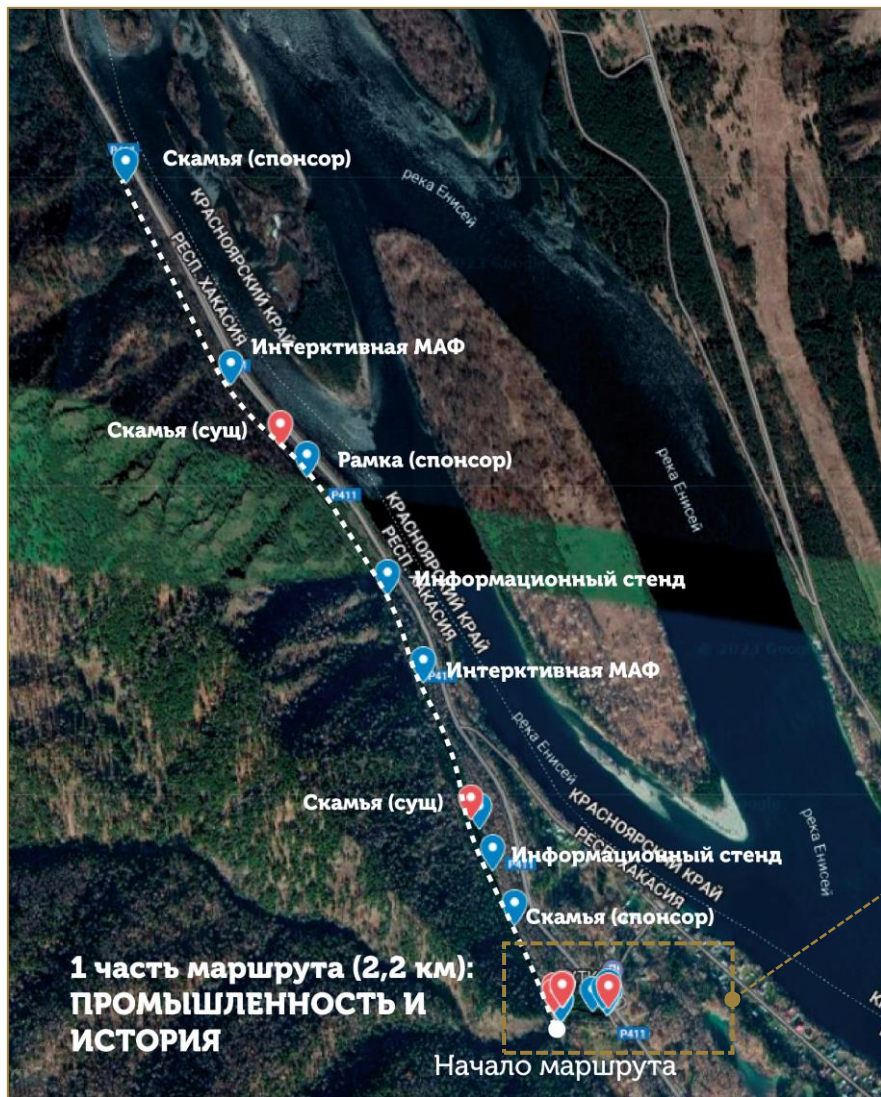 Скамья (спонсор)
река Енисей
КРАСНОЯРСКИЙ КРАЙ
РЕСП. ХАКАСИЯ
Интерктивная МАФ
Скамья (сущ)
Рамка (спонсор)
река Енисей
Р411
КРАСНОЯРСКИЙ КРАЙ
РЕСП. ХАКАСИЯ
Информационный стенд
Интерктивная МАФ
Р411
река Енисей
Скамья (сущ)
КРАСНОЯРСКИЙ КРАЙ
РЕСП. ХАКАСИЯ
река Енисей
Информационный стенд
Р411
Скамья (спонсор)
1 часть маршрута (2,2 км):
ПРОМЫШЛЕННОСТЬ И
ИСТОРИЯ
Р411
Начало маршрута